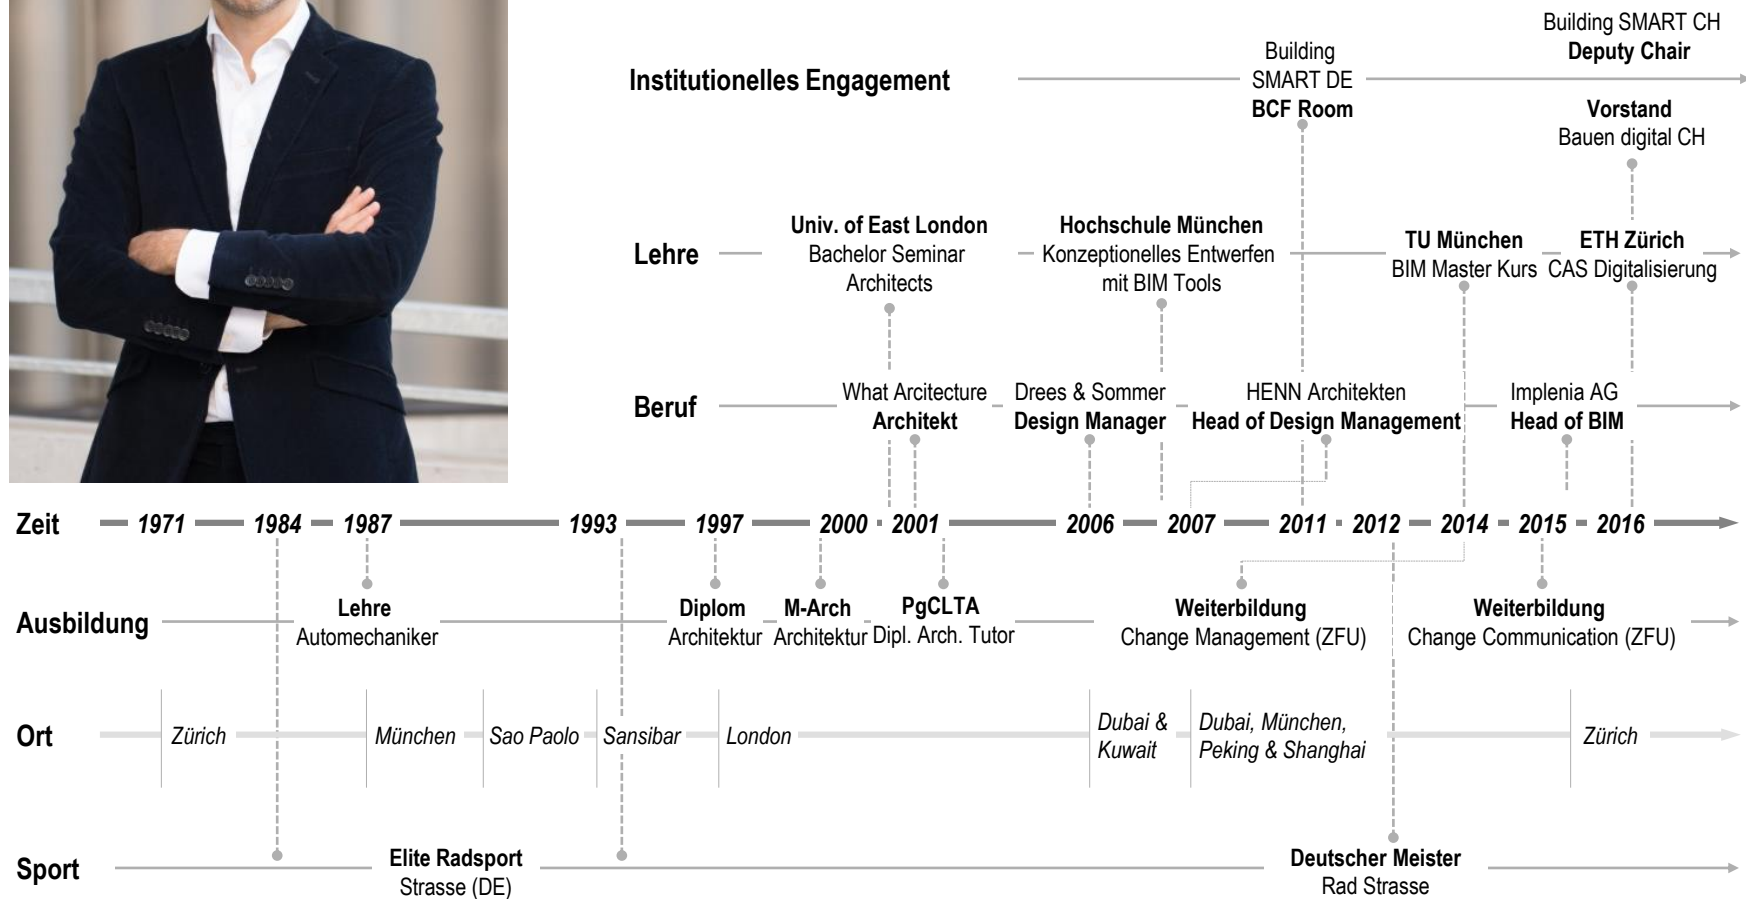 Building SMART CH
Deputy Chair
Building
SMART DE
BCF Room
Institutionelles Engagement
Vorstand
Bauen digital CH
Lehre
Univ. of East London
Bachelor Seminar
Architects
Hochschule München
Konzeptionelles Entwerfen
mit BIM Tools
TU München
BIM Master Kurs
ETH Zürich
CAS Digitalisierung
Beruf
What Arcitecture
Architekt
Drees & Sommer
Design Manager
HENN Architekten
Head of Design Management
Implenia AG
Head of BIM
Zeit 1971 1984 1987 1993 1997 2000 2001 2006 2007 2011 2012 2014 2015 2016
Ausbildung
Lehre
Automechaniker
Diplom
Architektur
M-Arch
Architektur
PgCLTA
Dipl. Arch. Tutor
Weiterbildung
Change Management (ZFU)
Weiterbildung
Change Communication (ZFU)
Ort
Zürich
München
Sao Paolo
Sansibar
London
Dubai &
Kuwait
Dubai, München,
Peking & Shanghai
Zürich
Sport
Elite Radsport
Strasse (DE)
Deutscher Meister
Rad Strasse